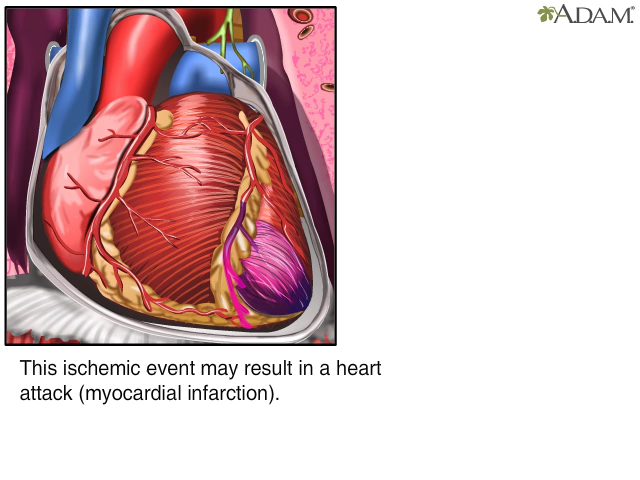 A.D.A.M.
This ischemic event may result in a heart
attack (myocardial infarction).